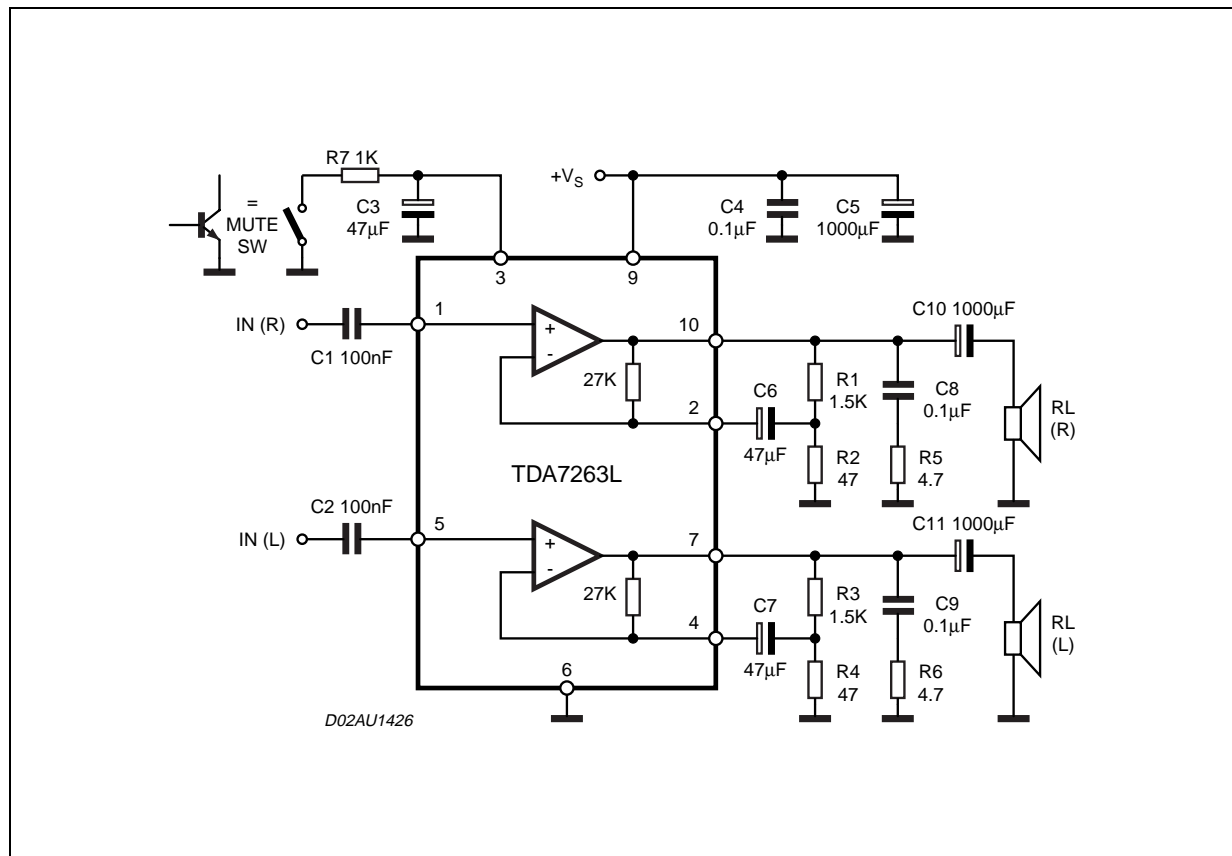 R7 1K
=
MUTE
SW
C3
47µF
+VS
C4
0.1µF
C5
1000µF
3
9
IN (R)
C1 100nF
1
+
-
27K
10
2
C6
47µF
R1
1.5K
R2
47
C8
0.1µF
R5
4.7
C10 1000µF
RL
(R)
TDA7263L
IN (L)
C2 100nF
5
+
-
27K
7
4
6
C7
47µF
R3
1.5K
R4
47
C9
0.1µF
R6
4.7
C11 1000µF
RL
(L)
D02AU1426